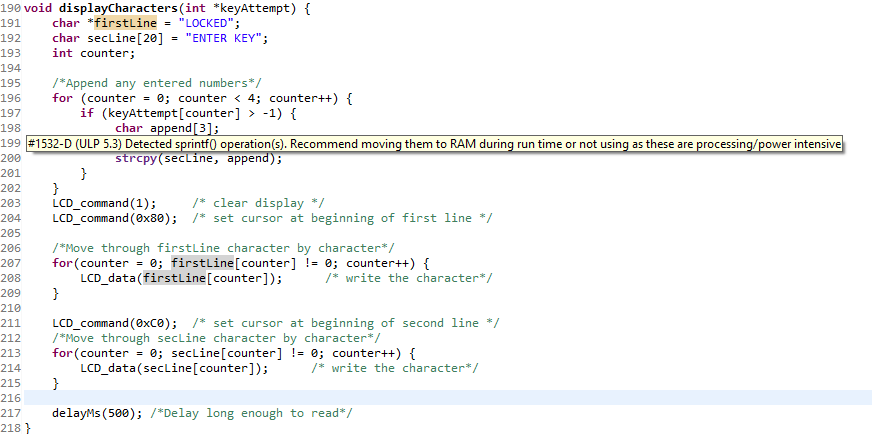 190 void displayCharacters(int *keyAttempt) {
191     char *firstLine = "LOCKED";
192     char secLine[20] = "ENTER KEY";
193     int counter;
194
195     /*Append any entered numbers*/
196     for (counter = 0; counter < 4; counter++) {
197         if (keyAttempt[counter] > -1) {
198              char append[3];
199 #1532-D (ULP 5.3) Detected sprintf() operation(s). Recommend moving them to RAM during run time or not using as these are processing/power intensive
200              strcpy(secLine, append);
201         }
202     }
203     LCD_command(1);     /* clear display */
204     LCD_command(0x80);  /* set cursor at beginning of first line */
205
206     /*Move through firstLine character by character*/
207     for(counter = 0; firstLine[counter] != 0; counter++) {
208         LCD_data(firstLine[counter]);      /* write the character*/
209     }
210
211     LCD_command(0xC0);  /* set cursor at beginning of second line */
212     /*Move through secLine character by character*/
213     for(counter = 0; secLine[counter] != 0; counter++) {
214         LCD_data(secLine[counter]);      /* write the character*/
215     }
216
217     delayMs(500); /*Delay long enough to read*/
218 }